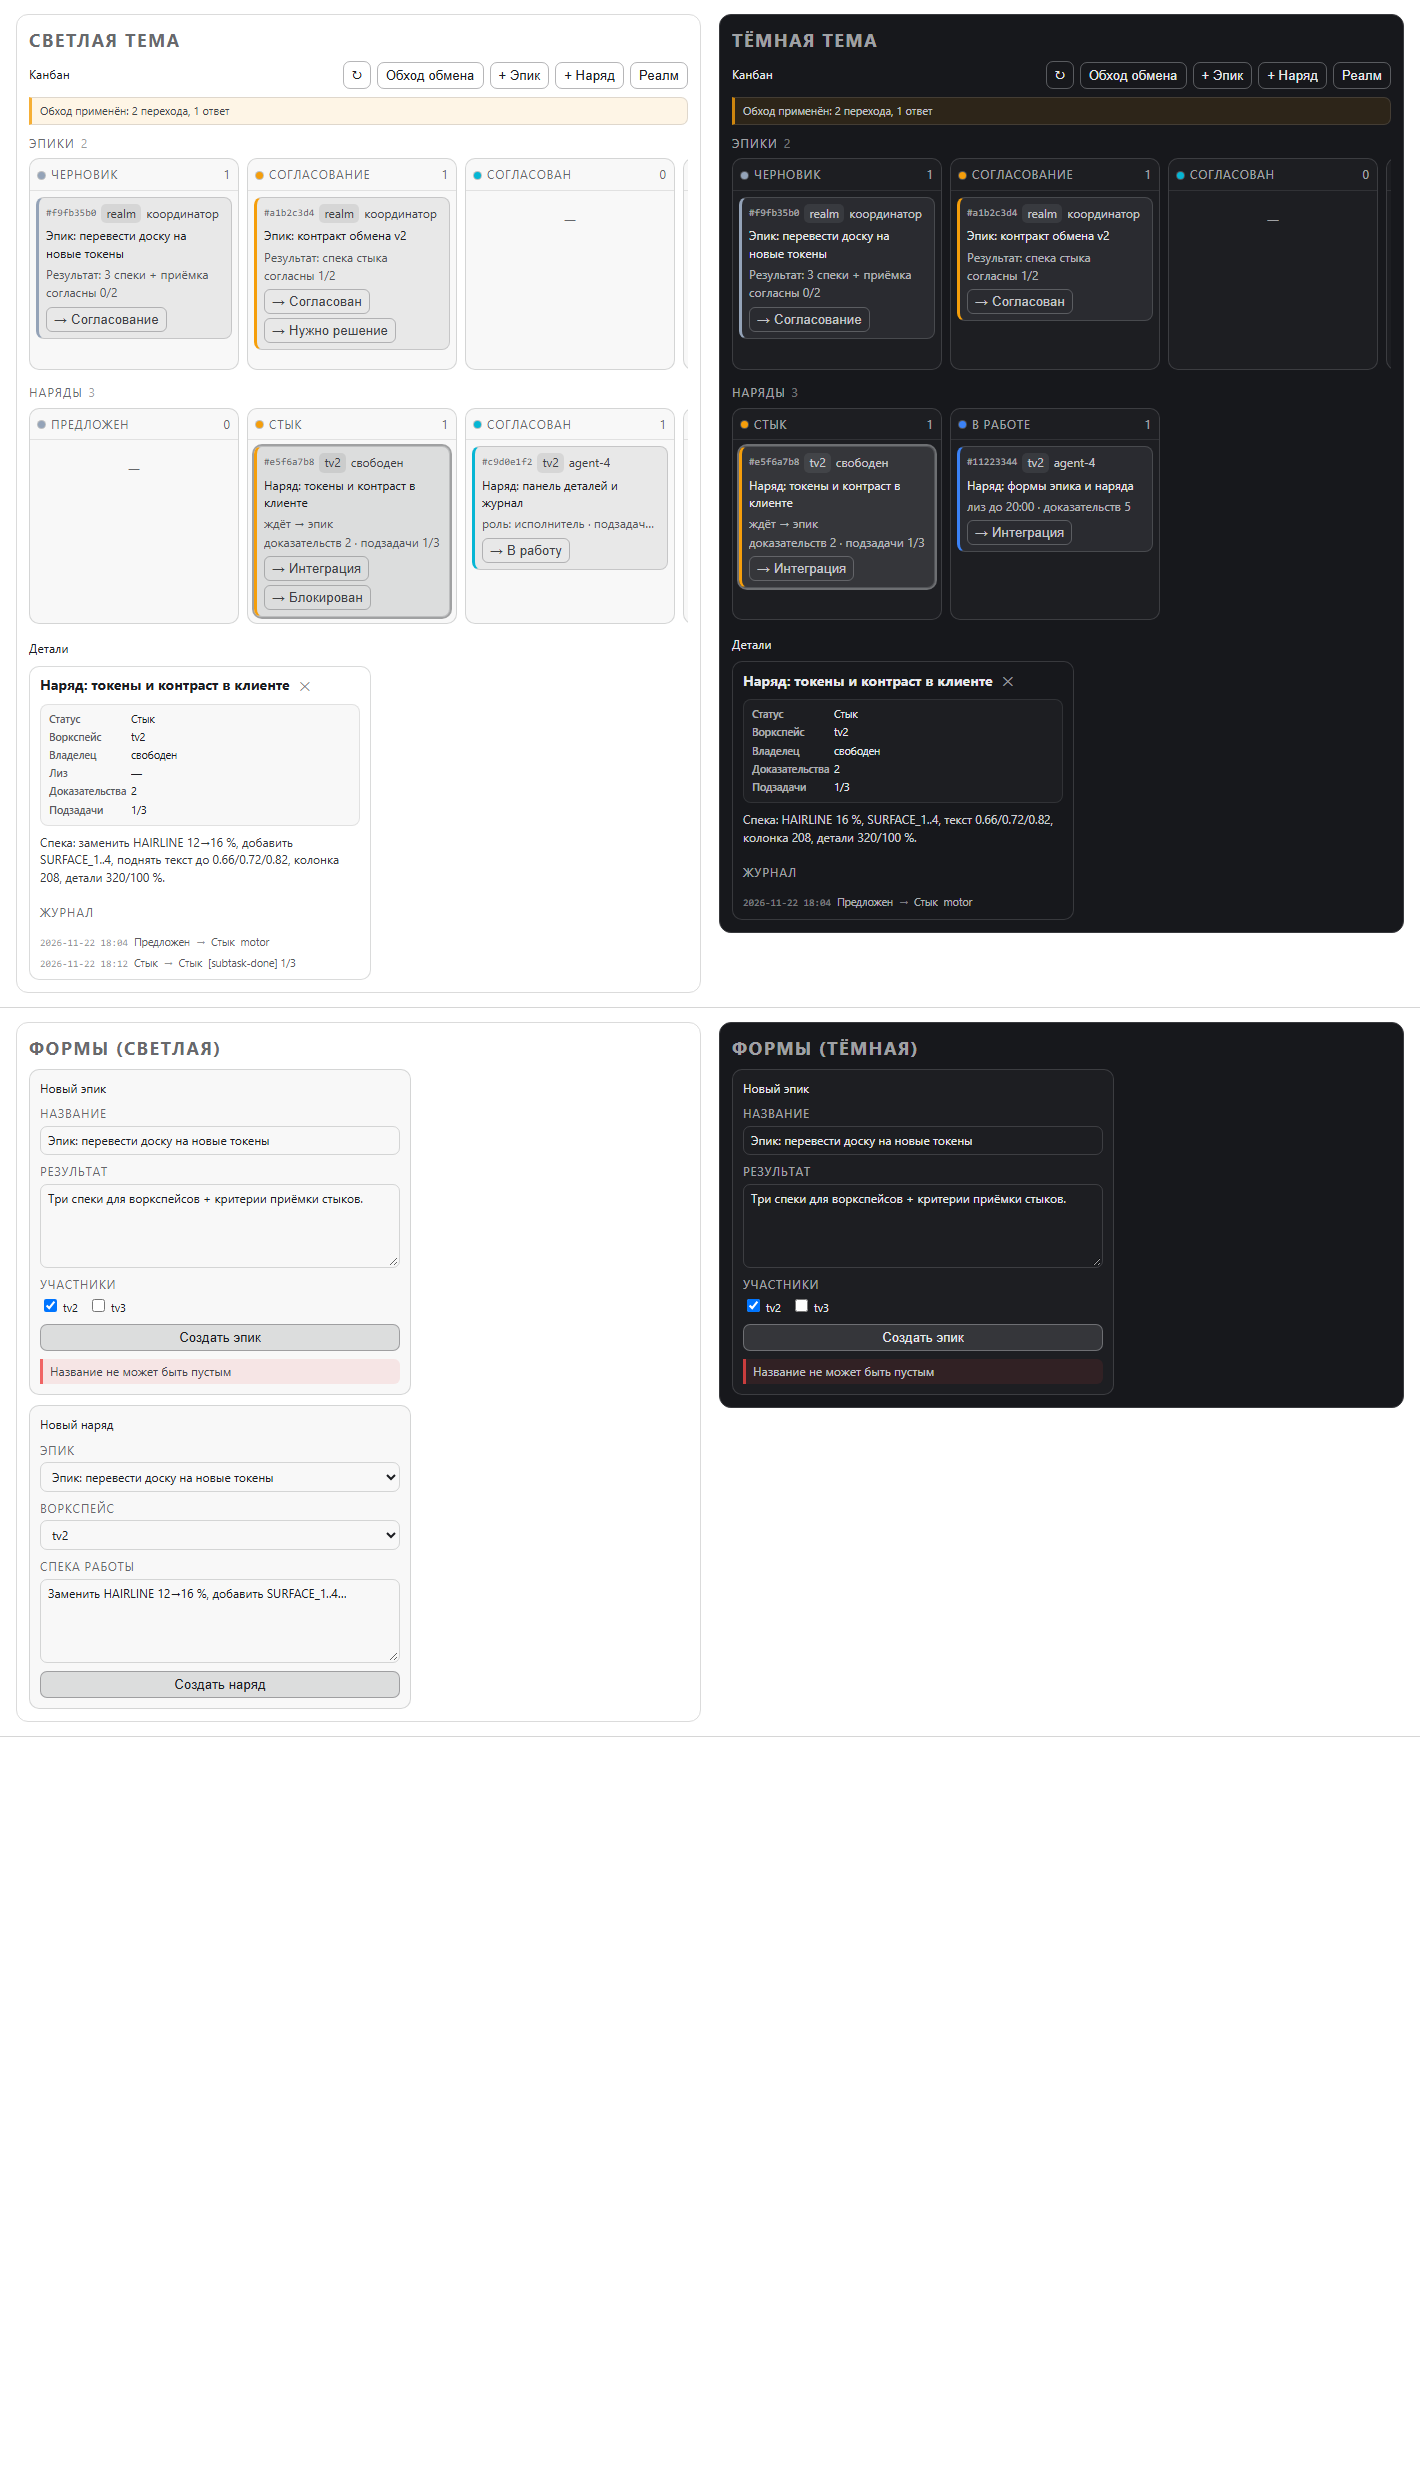 СВЕТЛАЯ ТЕМА
Канбан
↻ Обход обмена + Эпик + Наряд Реалм
Обход применён: 2 перехода, 1 ответ
ЭПИКИ 2
ЧЕРНОВИК 1
#f9fb35b0 realm координатор
Эпик: перевести доску на
новые токены
Результат: 3 спеки + приёмка
согласны 0/2
→ Согласование
СОГЛАСОВАНИЕ 1
#a1b2c3d4 realm координатор
Эпик: контракт обмена v2
Результат: спека стыка
согласны 1/2
→ Согласован
→ Нужно решение
СОГЛАСОВАН 0
—
НАРЯДЫ 3
ПРЕДЛОЖЕН 0
—
СТЫК 1
#e5f6a7b8 tv2 свободен
Наряд: токены и контраст в
клиенте
ждёт → эпик
доказательств 2 · подзадачи 1/3
→ Интеграция
→ Блокирован
СОГЛАСОВАН 1
#c9d0e1f2 tv2 agent-4
Наряд: панель деталей и
журнал
роль: исполнитель · подзадач…
→ В работу
Детали
Наряд: токены и контраст в клиенте ×
Статус Стык
Воркспейс tv2
Владелец свободен
Лиз —
Доказательства 2
Подзадачи 1/3
Спека: заменить HAIRLINE 12→16 %, добавить
SURFACE_1..4, поднять текст до 0.66/0.72/0.82, колонка
208, детали 320/100 %.
ЖУРНАЛ
2026-11-22 18:04 Предложен → Стык motor
2026-11-22 18:12 Стык → Стык [subtask-done] 1/3
ТЁМНАЯ ТЕМА
Канбан
↻ Обход обмена + Эпик + Наряд Реалм
Обход применён: 2 перехода, 1 ответ
ЭПИКИ 2
ЧЕРНОВИК 1
#f9fb35b0 realm координатор
Эпик: перевести доску на
новые токены
Результат: 3 спеки + приёмка
согласны 0/2
→ Согласование
СОГЛАСОВАНИЕ 1
#a1b2c3d4 realm координатор
Эпик: контракт обмена v2
Результат: спека стыка
согласны 1/2
→ Согласован
СОГЛАСОВАН 0
—
НАРЯДЫ 3
СТЫК 1
#e5f6a7b8 tv2 свободен
Наряд: токены и контраст в
клиенте
ждёт → эпик
доказательств 2 · подзадачи 1/3
→ Интеграция
В РАБОТЕ 1
#11223344 tv2 agent-4
Наряд: формы эпика и наряда
лиз до 20:00 · доказательств 5
→ Интеграция
Детали
Наряд: токены и контраст в клиенте ×
Статус Стык
Воркспейс tv2
Владелец свободен
Доказательства 2
Подзадачи 1/3
Спека: HAIRLINE 16 %, SURFACE_1..4, текст 0.66/0.72/0.82,
колонка 208, детали 320/100 %.
ЖУРНАЛ
2026-11-22 18:04 Предложен → Стык motor
ФОРМЫ (СВЕТЛАЯ)
Новый эпик
НАЗВАНИЕ
Эпик: перевести доску на новые токены
РЕЗУЛЬТАТ
Три спеки для воркспейсов + критерии приёмки стыков.
УЧАСТНИКИ
tv2 tv3
Создать эпик
Название не может быть пустым
Новый наряд
ЭПИК
Эпик: перевести доску на новые токены
ВОРКСПЕЙС
tv2
СПЕКА РАБОТЫ
Заменить HAIRLINE 12→16 %, добавить SURFACE_1..4…
Создать наряд
ФОРМЫ (ТЁМНАЯ)
Новый эпик
НАЗВАНИЕ
Эпик: перевести доску на новые токены
РЕЗУЛЬТАТ
Три спеки для воркспейсов + критерии приёмки стыков.
УЧАСТНИКИ
tv2 tv3
Создать эпик
Название не может быть пустым